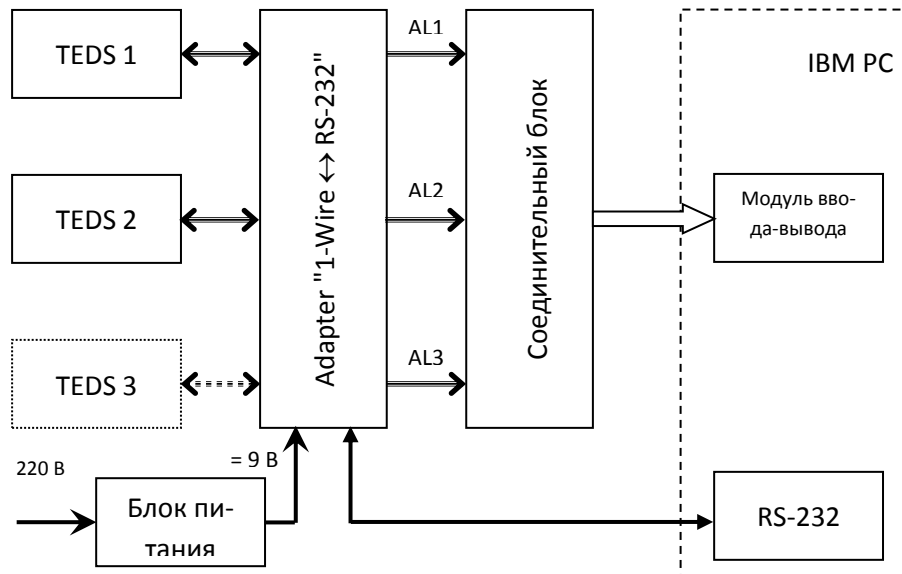 TEDS 1
TEDS 2
TEDS 3
Adapter "1-Wire ↔ RS-232"
AL1
AL2
AL3
Соединительный блок
IBM PC
Модуль вво-
да-вывода
RS-232
220 В
= 9 В
Блок пи-
тания